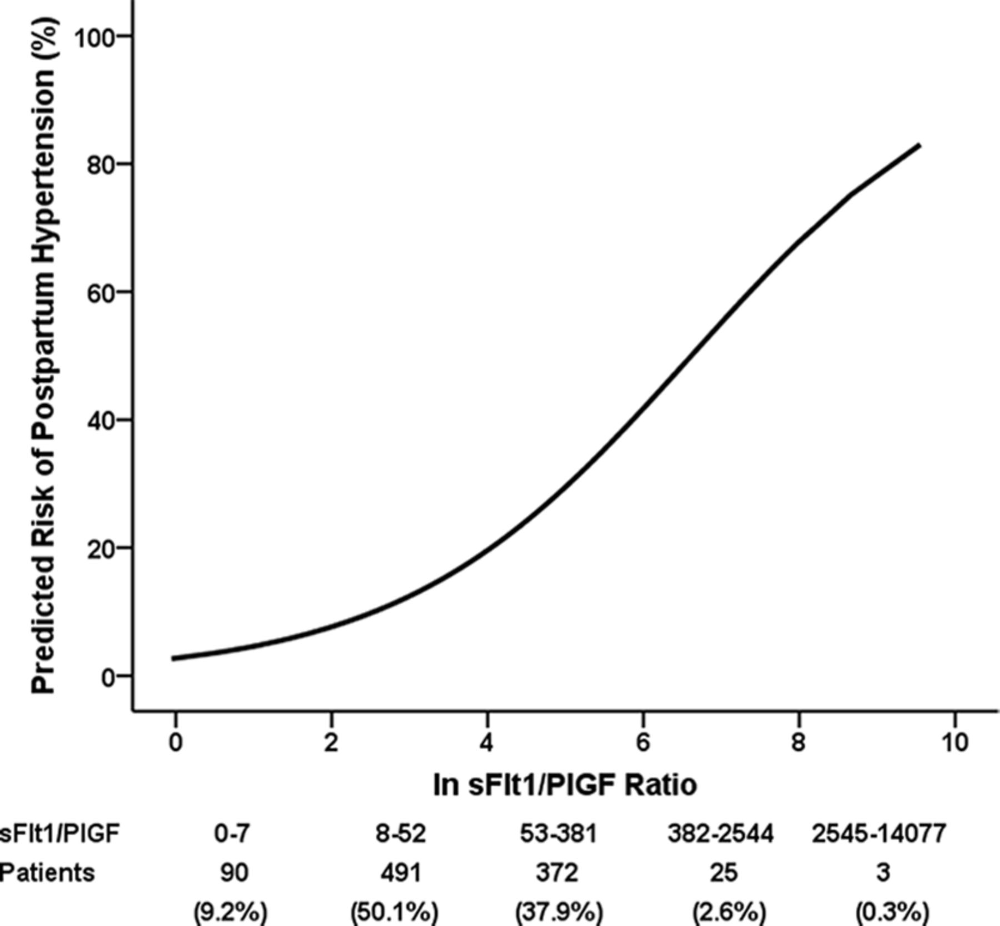 Predicted Risk of Postpartum Hypertension (%)
100
80
60
40
20
0
0 2 4 6 8 10
ln sFlt1/PlGF Ratio
sFlt1/PlGF 0-7 8-52 53-381 382-2544 2545-14077
Patients 90 491 372 25 3
(9.2%) (50.1%) (37.9%) (2.6%) (0.3%)